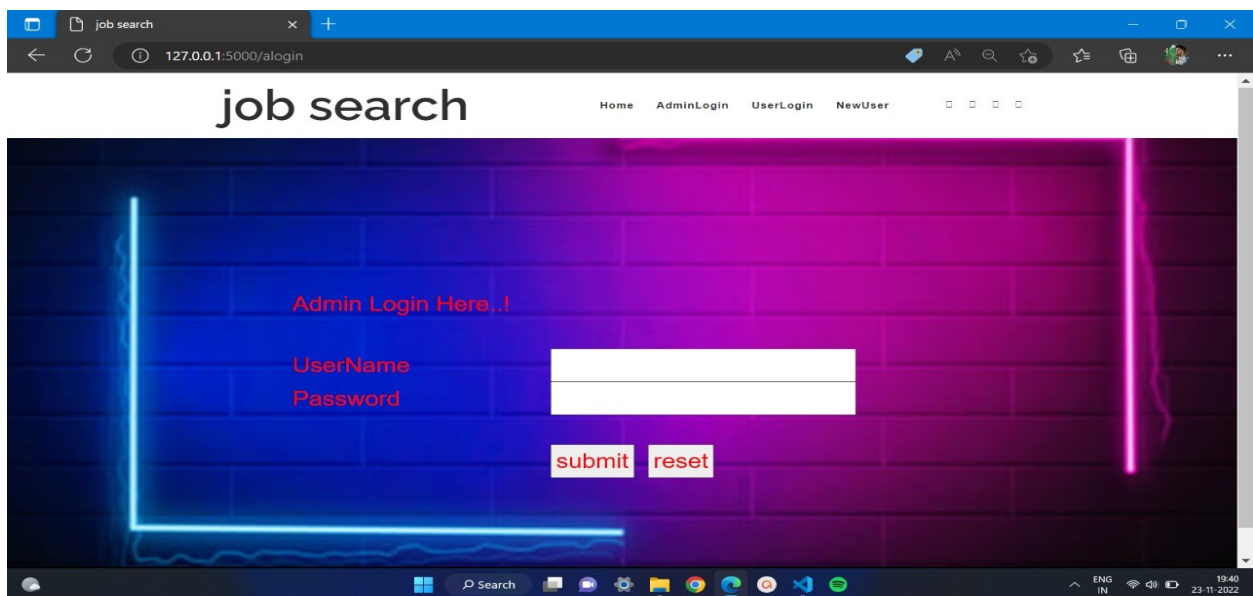 job search
127.0.0.1:5000/alogin
job search
Home AdminLogin UserLogin NewUser
Admin Login Here..!
UserName
Password
submit reset
Search
ENG
IN
19:40
23-11-2022